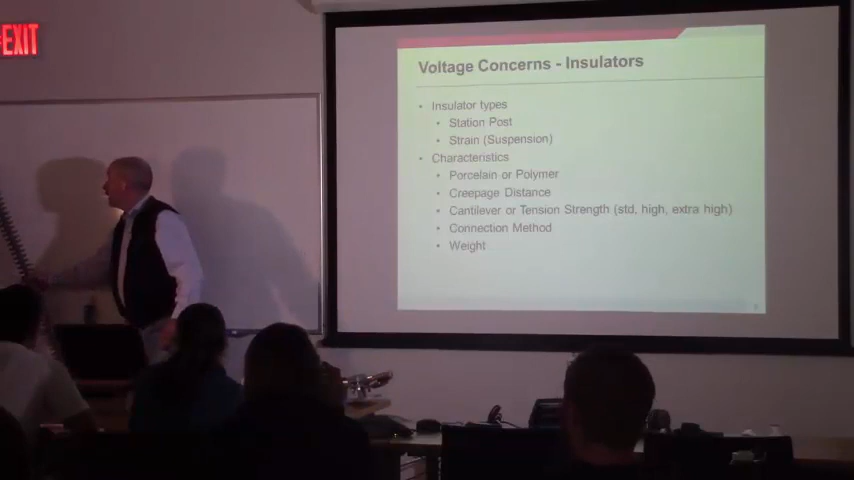 EXIT
Voltage Concerns - Insulators
• Insulator types
• Station Post
• Strain (Suspension)
• Characteristics
• Porcelain or Polymer
• Creepage Distance
• Cantilever or Tension Strength (std, high, extra high)
• Connection Method
• Weight